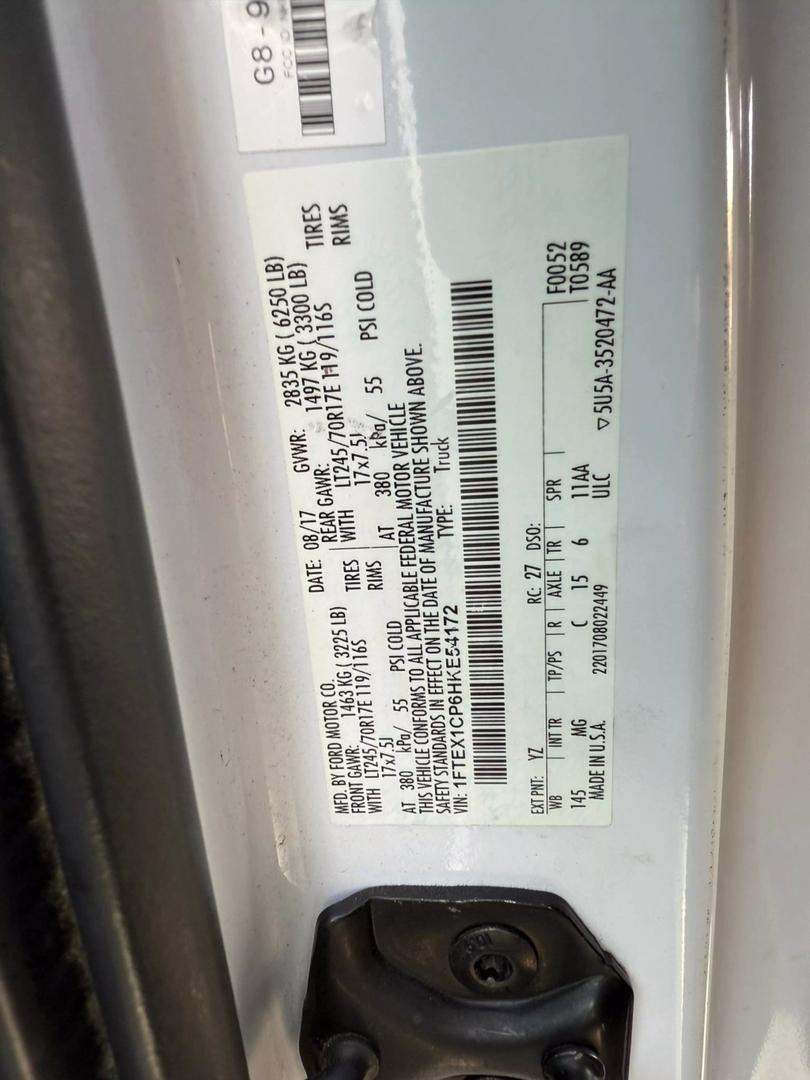 G8-9
FCC ID
MFD. BY FORD MOTOR CO. DATE: 08/17 GVWR: 2835 KG ( 6250 LB)
FRONT GAWR: 1463 KG ( 3225 LB) REAR GAWR: 1497 KG ( 3300 LB)
WITH LT245/70R17E 119/116S TIRES WITH LT245/70R17E 119/116S TIRES
17x7.5J RIMS 17x7.5J RIMS
AT 380 kPa/ 55 PSI COLD AT 380 kPa/ 55 PSI COLD
THIS VEHICLE CONFORMS TO ALL APPLICABLE FEDERAL MOTOR VEHICLE
SAFETY STANDARDS IN EFFECT ON THE DATE OF MANUFACTURE SHOWN ABOVE.
VIN: 1FTEX1CP6HKE54172 TYPE: Truck
EXT PNT: YZ RC: 27 DSO: F0052
WB INT TR TP/PS R AXLE TR SPR T0589
145 MG C 15 6 11AA
MADE IN U.S.A. 2201708022449 ULC ▽5U5A-3520472-AA